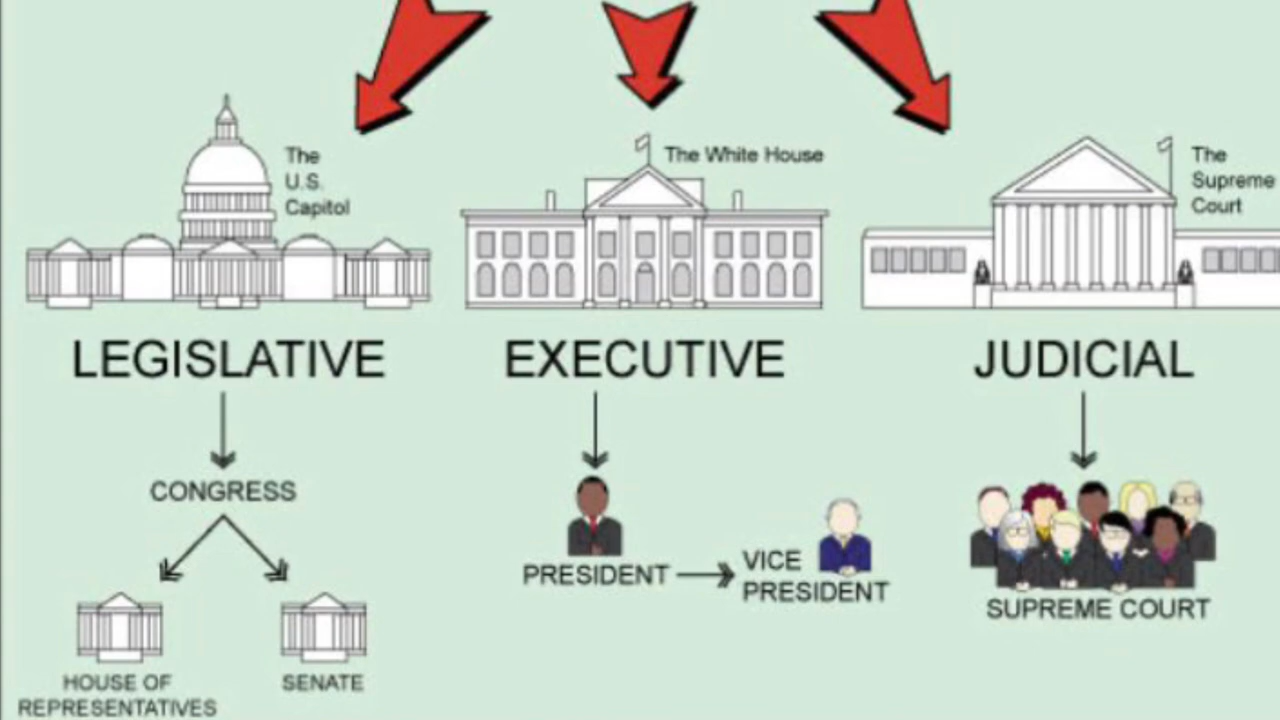 The
U.S.
Capitol
The White House
The
Supreme
Court
LEGISLATIVE
EXECUTIVE
JUDICIAL
CONGRESS
PRESIDENT
VICE
PRESIDENT
SUPREME COURT
HOUSE OF
REPRESENTATIVES
SENATE